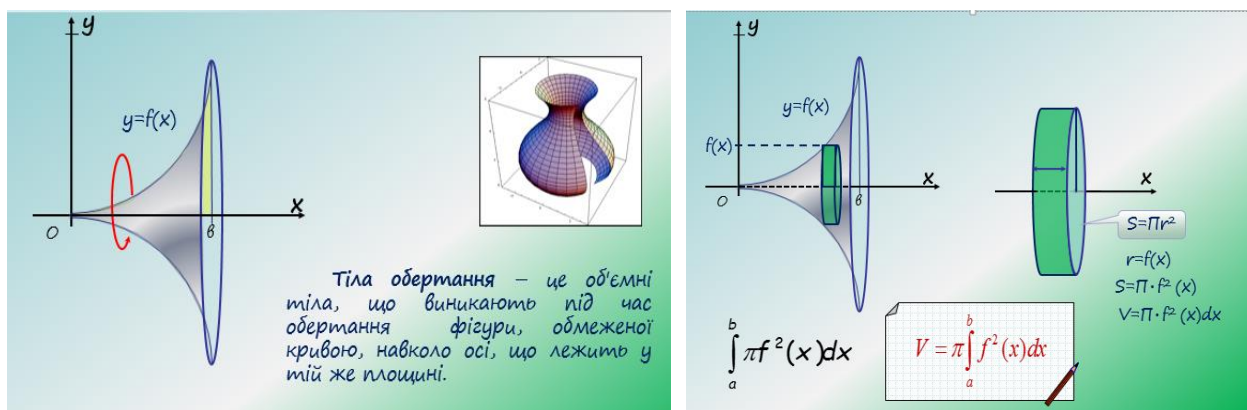 y
y=f(x)
x
O
в
Тіла обертання – це об'ємні
тіла, що виникають під час
обертання фігури, обмеженої
кривою, навколо осі, що лежить у
тій же площині.
y
y=f(x)
f(x)
x
O
в
x
S=Пr²
r=f(x)
S=П·f²(x)
V=П·f²(x)dx
b
∫πf²(x)dx
a
b
V=π∫f²(x)dx
a